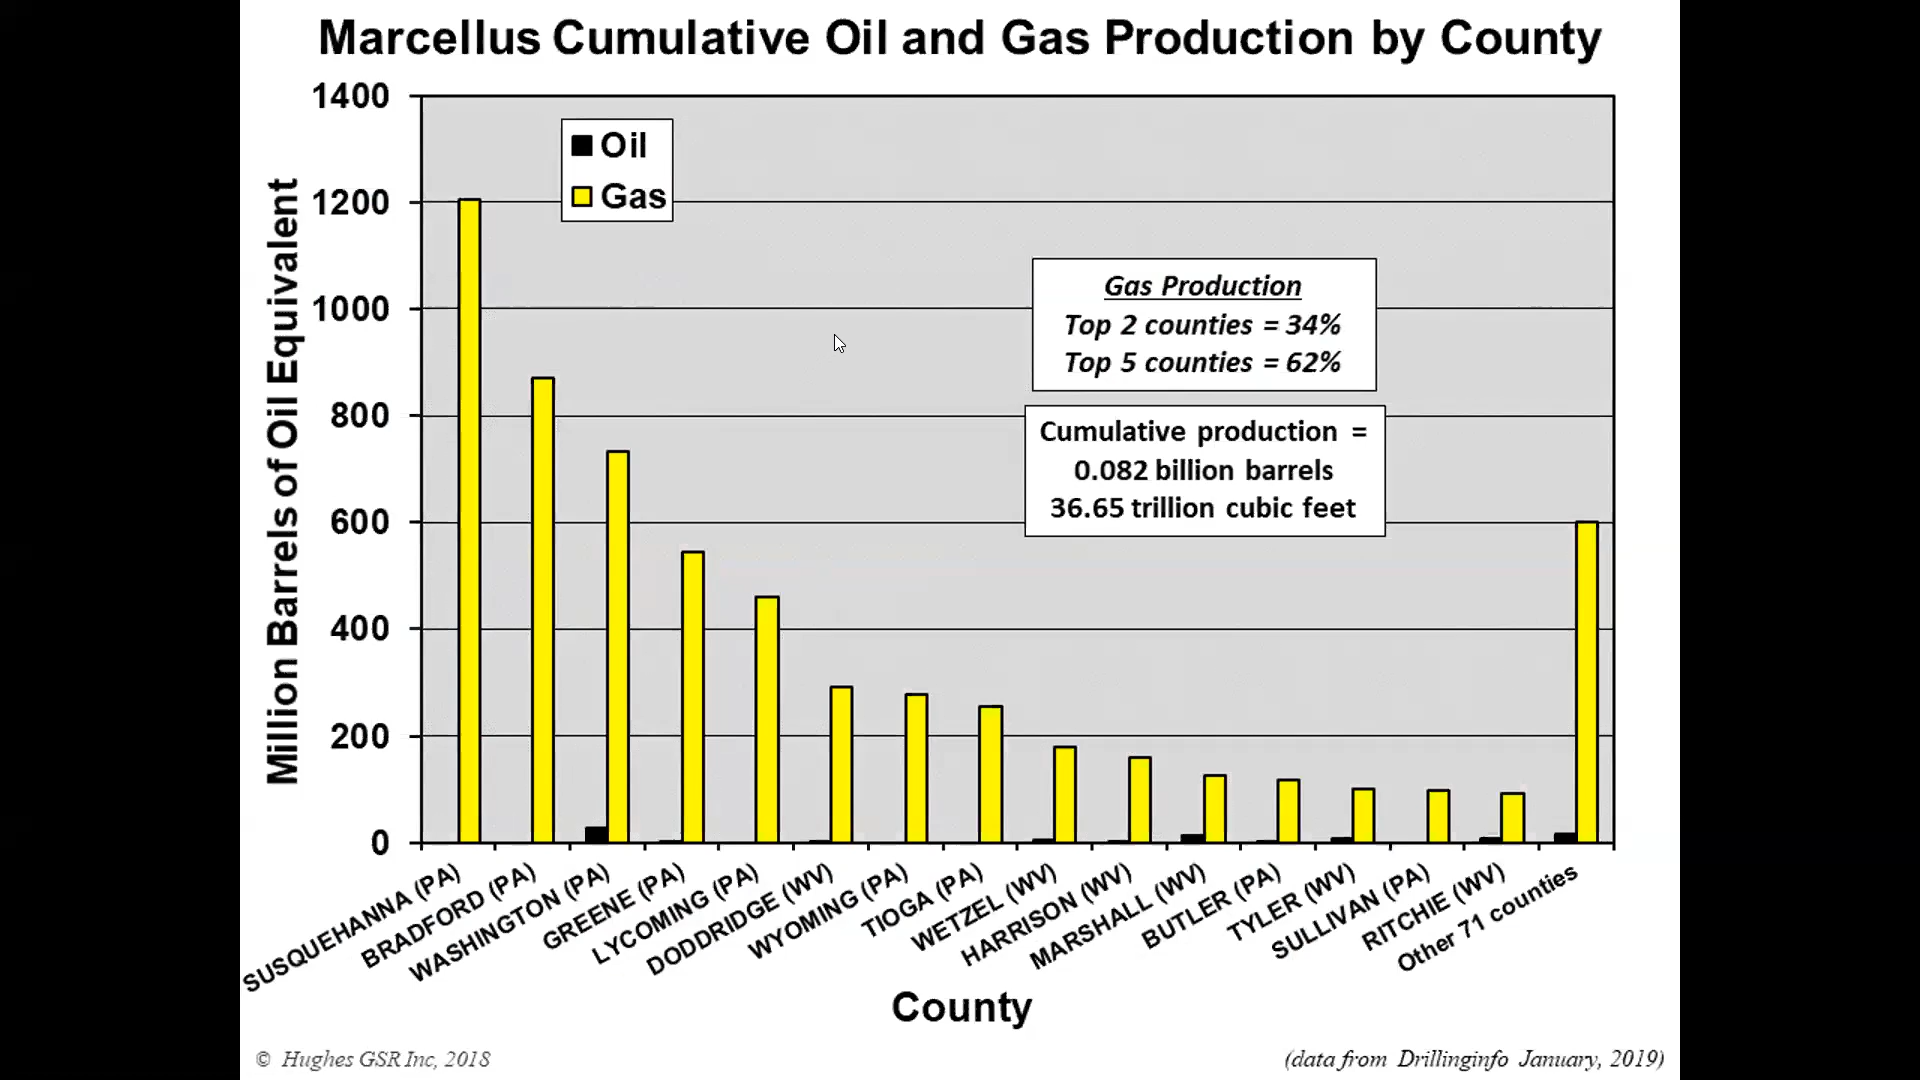 Marcellus Cumulative Oil and Gas Production by County
Million Barrels of Oil Equivalent
1400
1200
1000
800
600
400
200
0
Oil
Gas
Gas Production
Top 2 counties = 34%
Top 5 counties = 62%
Cumulative production =
0.082 billion barrels
36.65 trillion cubic feet
SUSQUEHANNA (PA)
BRADFORD (PA)
WASHINGTON (PA)
GREENE (PA)
LYCOMING (PA)
DODDRIDGE (WV)
WYOMING (PA)
TIOGA (PA)
WETZEL (WV)
HARRISON (WV)
MARSHALL (WV)
BUTLER (PA)
TYLER (WV)
SULLIVAN (PA)
RITCHIE (WV)
Other 71 counties
County
© Hughes GSR Inc, 2018
(data from Drillinginfo January, 2019)